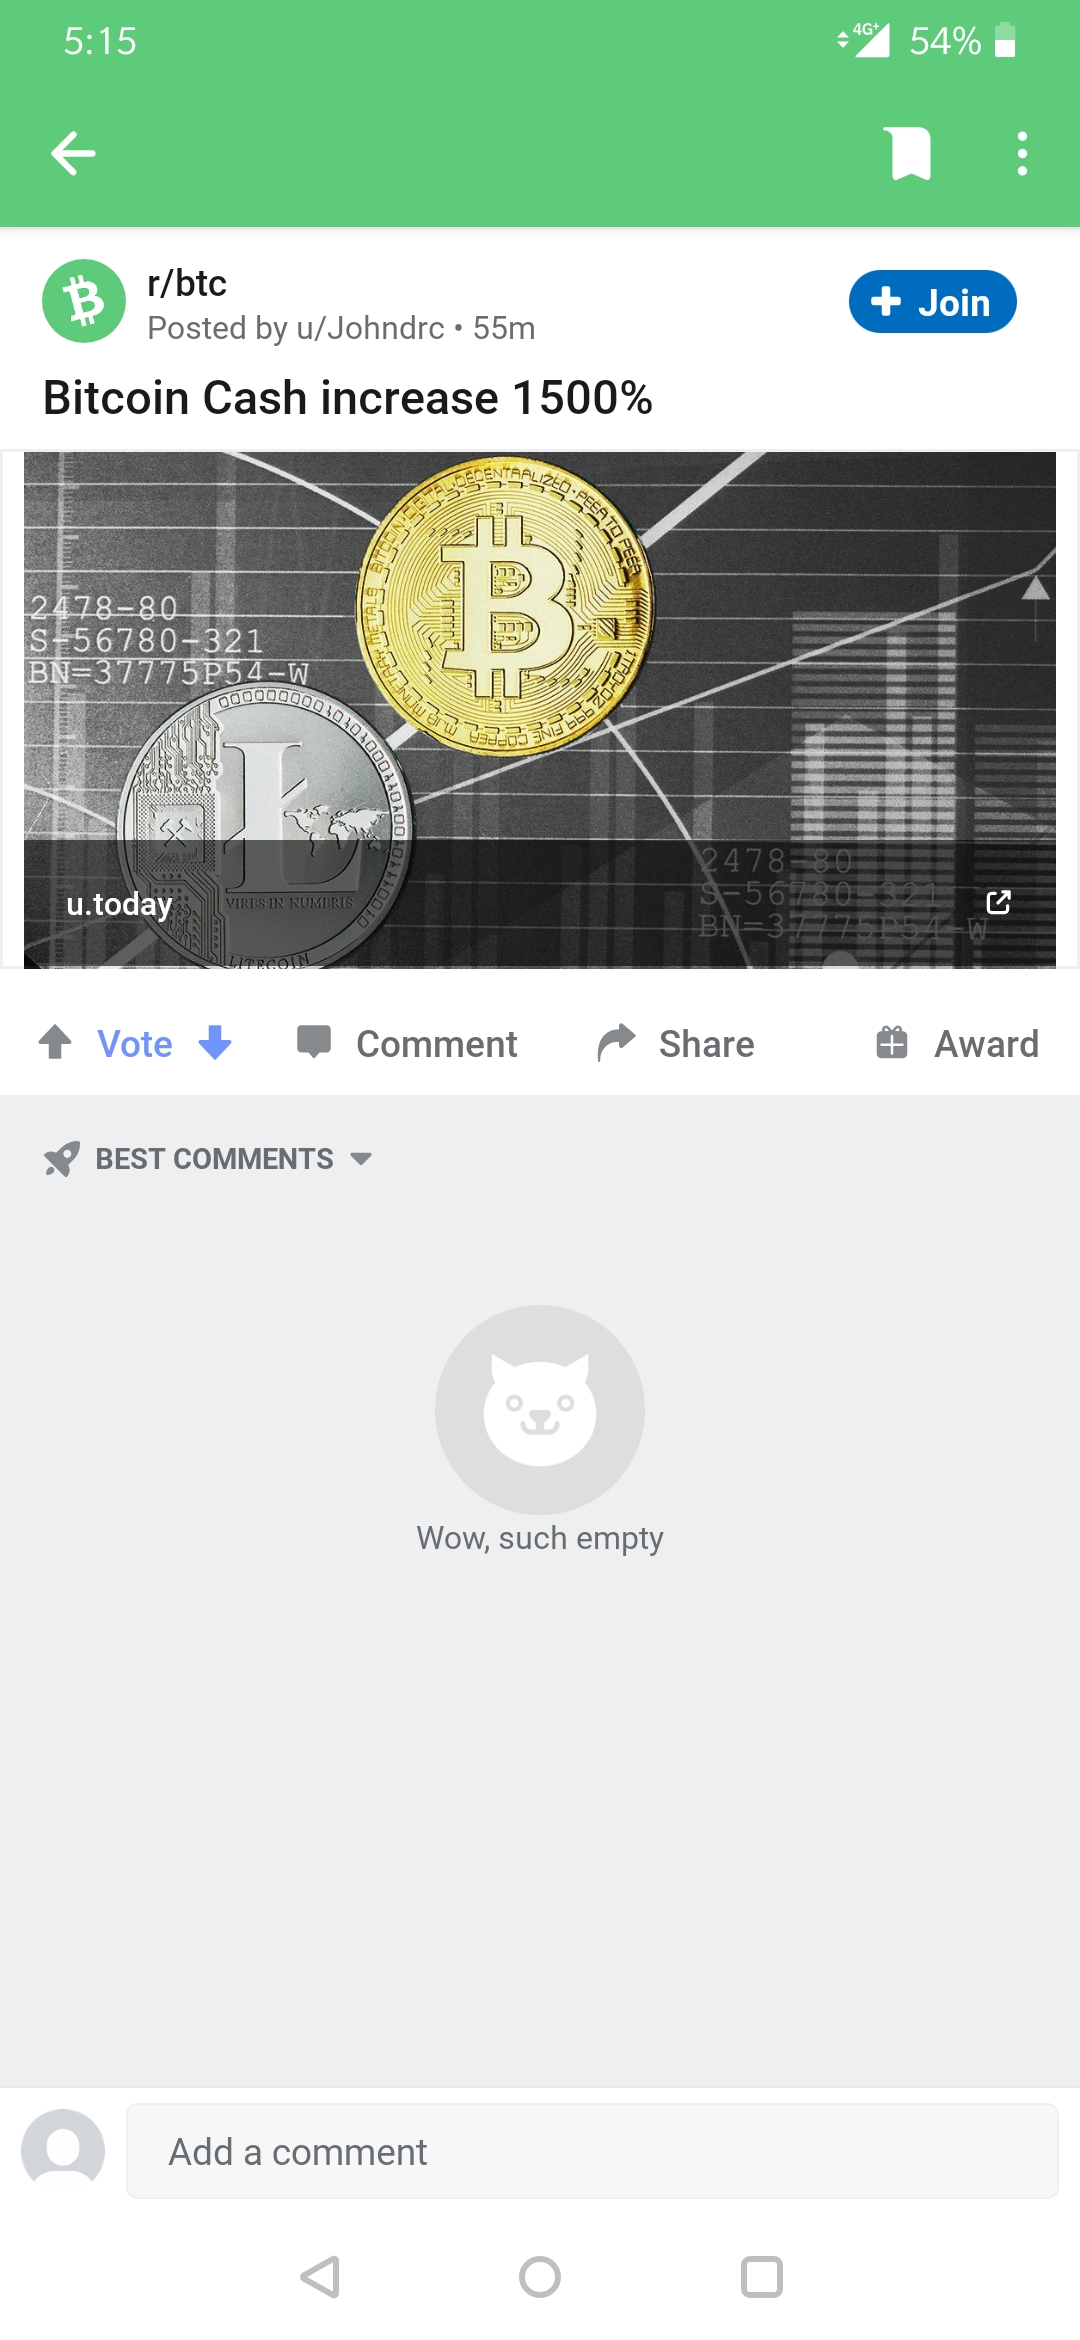 5:15
4G+ 54%
r/btc
Posted by u/Johndrc • 55m
+ Join
Bitcoin Cash increase 1500%
2478-80
S-56780-321
BN=37775P54-W
BITCOIN DIGITAL DECENTRALIZED PEER TO PEER
VIRES IN NUMERIS
LITECOIN
2478-80
S-56780-321
BN=37775P54-W
u.today
Vote
Comment
Share
Award
BEST COMMENTS
Wow, such empty
Add a comment